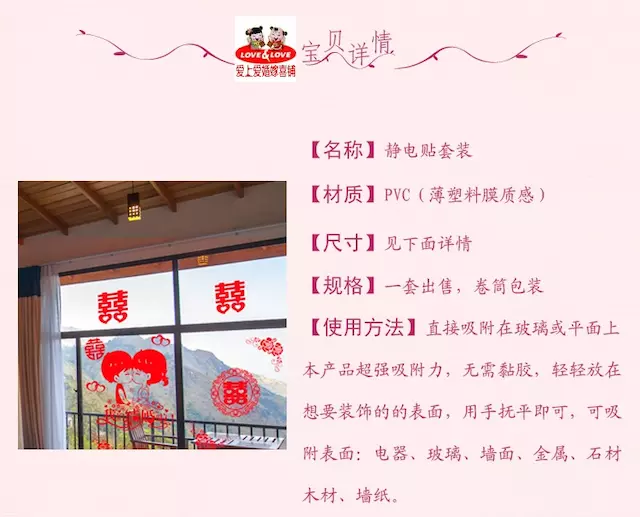 LOVE & LOVE
爱上爱婚嫁喜铺
宝贝详情
【名称】静电贴套装
【材质】PVC（薄塑料膜质感）
【尺寸】见下面详情
【规格】一套出售，卷筒包装
【使用方法】直接吸附在玻璃或平面上
本产品超强吸附力，无需黏胶，轻轻放在
想要装饰的的表面，用手抚平即可，可吸
附表面：电器、玻璃、墙面、金属、石材
木材、墙纸。
囍 囍
囍
囍